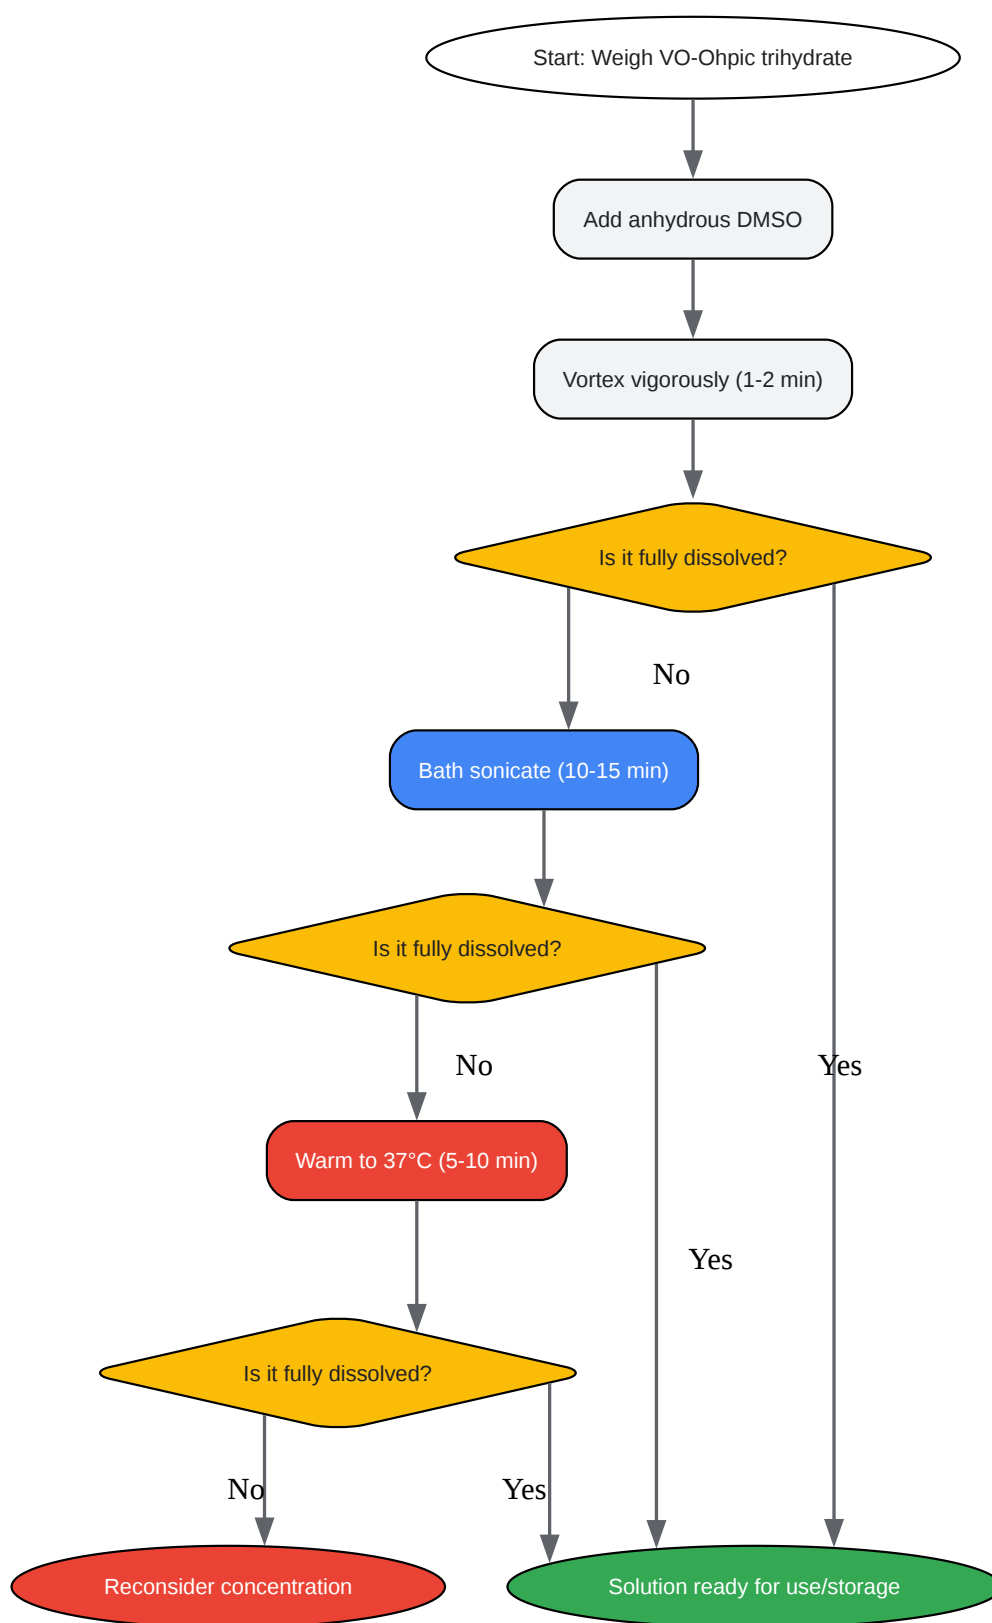 Start: Weigh VO-Ohpic trihydrate
Add anhydrous DMSO
Vortex vigorously (1-2 min)
Is it fully dissolved?
No
Bath sonicate (10-15 min)
Is it fully dissolved?
No
Yes
Warm to 37°C (5-10 min)
Yes
Is it fully dissolved?
No
Yes
Reconsider concentration
Solution ready for use/storage